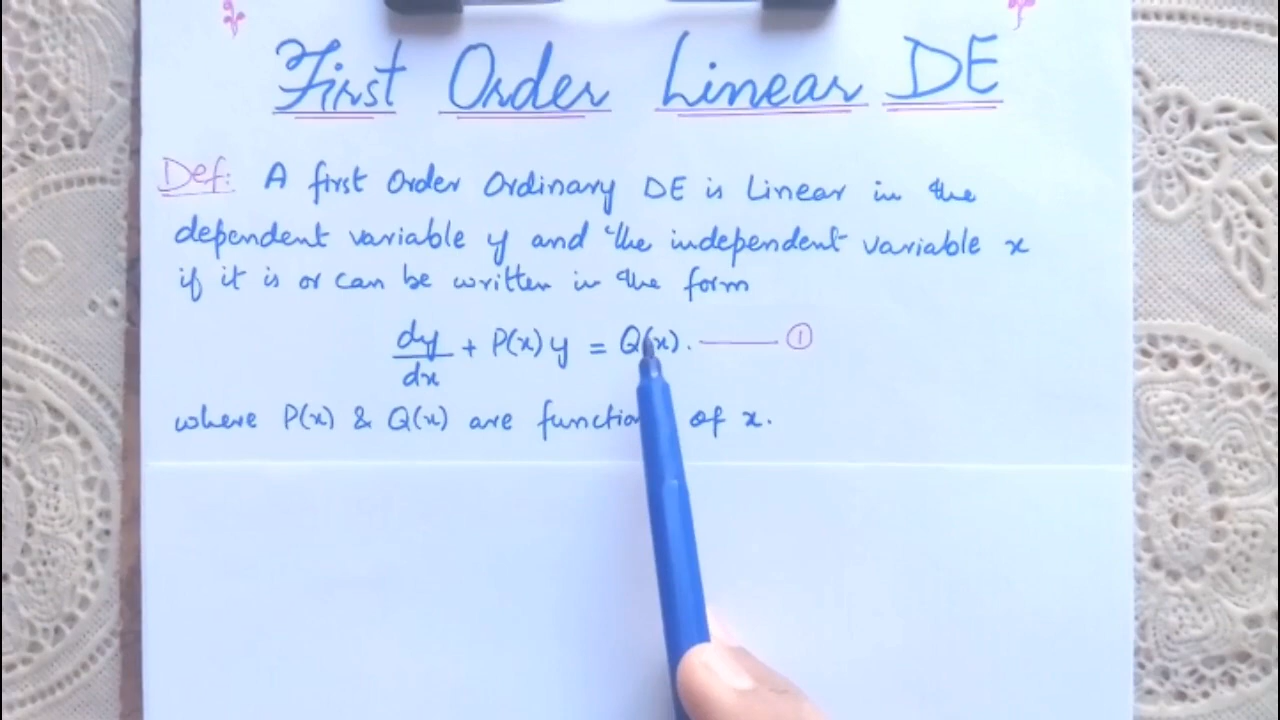 First Order Linear DE
Def: A first Order Ordinary DE is Linear in the
dependent variable y and the independent variable x
if it is or can be written in the form
dy/dx + P(x) y = Q(x). ——— ①
where P(x) & Q(x) are function of x.